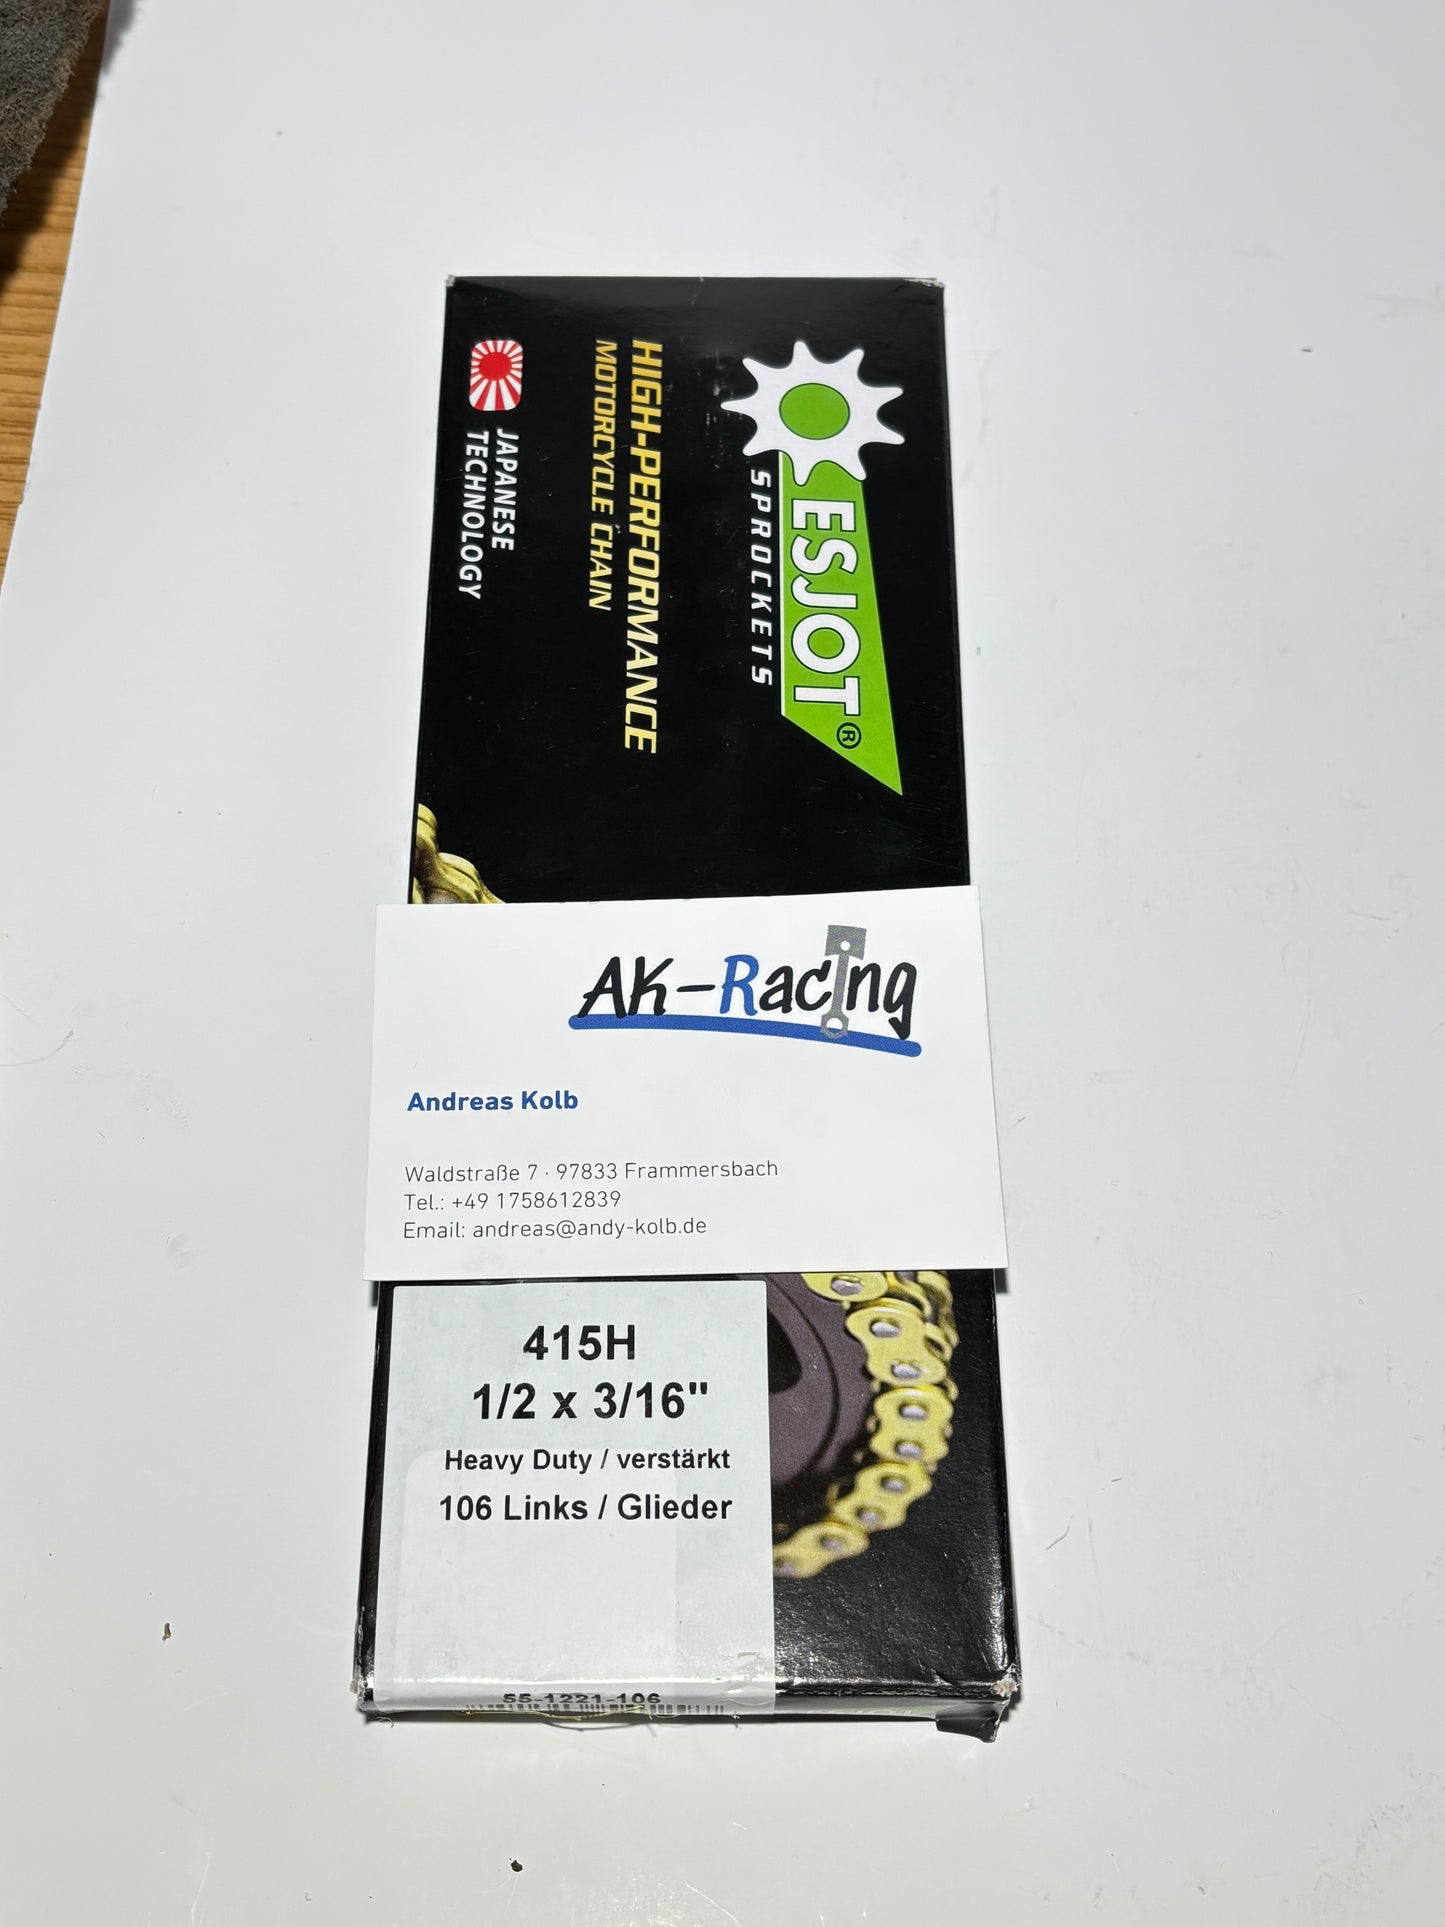 ESJOT®
SPROCKETS
HIGH-PERFORMANCE
MOTORCYCLE CHAIN
JAPANESE
TECHNOLOGY
AK-Racing
Andreas Kolb
Waldstraße 7 · 97833 Frammersbach
Tel.: +49 1758612839
Email: andreas@andy-kolb.de
415H
1/2 x 3/16"
Heavy Duty / verstärkt
106 Links / Glieder
55-1221-106